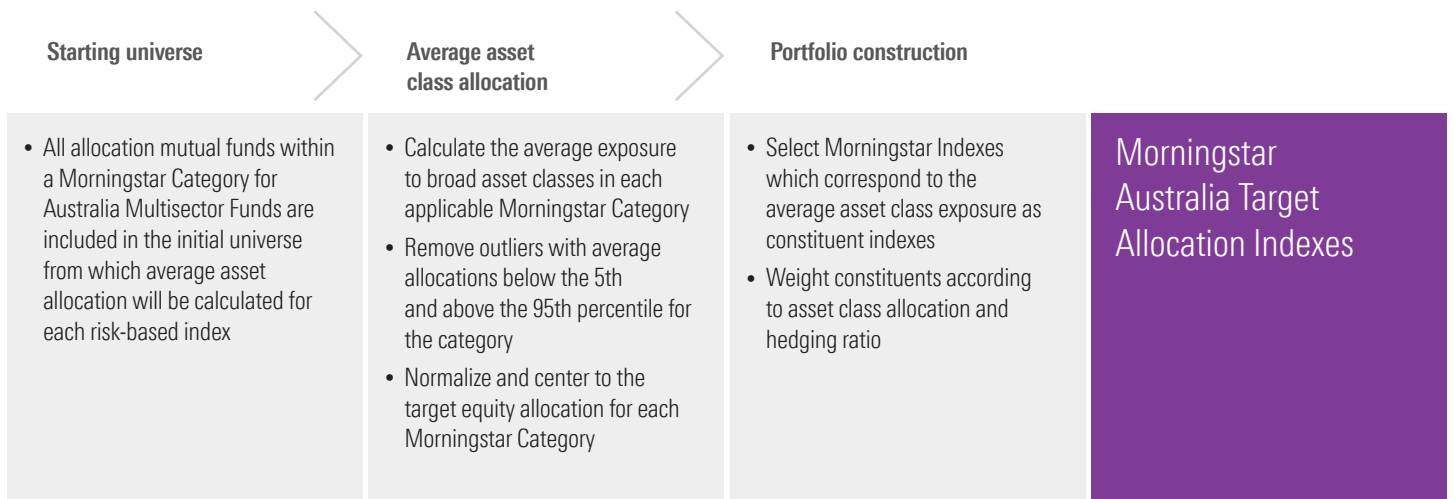 Starting universe
Average asset
class allocation
Portfolio construction
• All allocation mutual funds within
a Morningstar Category for
Australia Multisector Funds are
included in the initial universe
from which average asset
allocation will be calculated for
each risk-based index
• Calculate the average exposure
to broad asset classes in each
applicable Morningstar Category
• Remove outliers with average
allocations below the 5th
and above the 95th percentile for
the category
• Normalize and center to the
target equity allocation for each
Morningstar Category
• Select Morningstar Indexes
which correspond to the
average asset class exposure as
constituent indexes
• Weight constituents according
to asset class allocation and
hedging ratio
Morningstar
Australia Target
Allocation Indexes